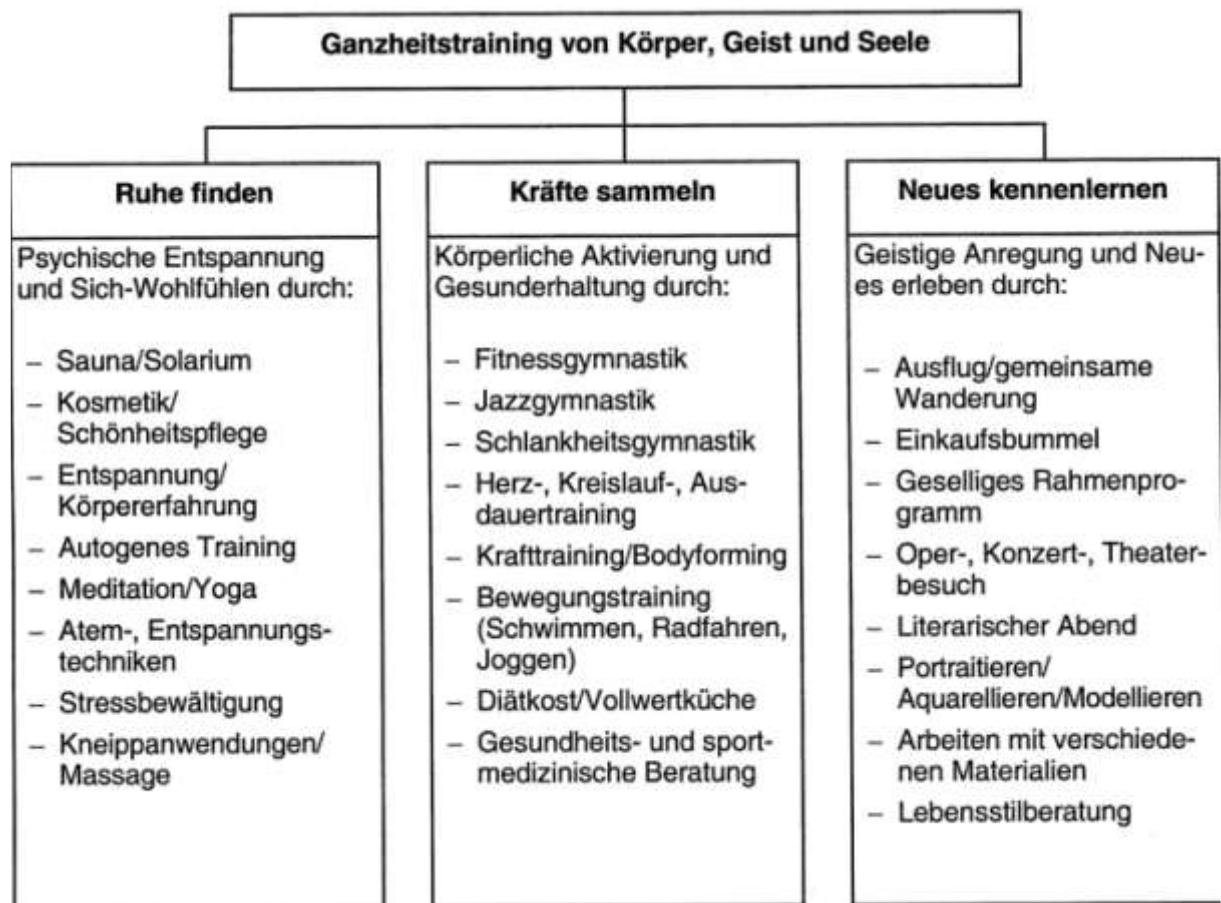 Ganzheitstraining von Körper, Geist und Seele
Ruhe finden
Psychische Entspannung
und Sich-Wohlfühlen durch:
– Sauna/Solarium
– Kosmetik/
Schönheitspflege
– Entspannung/
Körpererfahrung
– Autogenes Training
– Meditation/Yoga
– Atem-, Entspannungs-
techniken
– Stressbewältigung
– Kneippanwendungen/
Massage
Kräfte sammeln
Körperliche Aktivierung und
Gesunderhaltung durch:
– Fitnessgymnastik
– Jazzgymnastik
– Schlankheitsgymnastik
– Herz-, Kreislauf-, Aus-
dauertraining
– Krafttraining/Bodyforming
– Bewegungstraining
(Schwimmen, Radfahren,
Joggen)
– Diätkost/Vollwertküche
– Gesundheits- und sport-
medizinische Beratung
Neues kennenlernen
Geistige Anregung und Neu-
es erleben durch:
– Ausflug/gemeinsame
Wanderung
– Einkaufsbummel
– Geselliges Rahmenpro-
gramm
– Oper-, Konzert-, Theater-
besuch
– Literarischer Abend
– Portraitieren/
Aquarellieren/Modellieren
– Arbeiten mit verschiede-
nen Materialien
– Lebensstilberatung